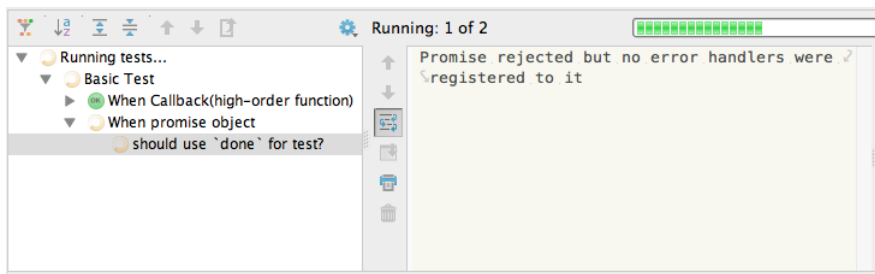 Running: 1 of 2
Running tests...
Basic Test
OK When Callback(high-order function)
When promise object
should use `done` for test?
Promise rejected but no error handlers were
registered to it